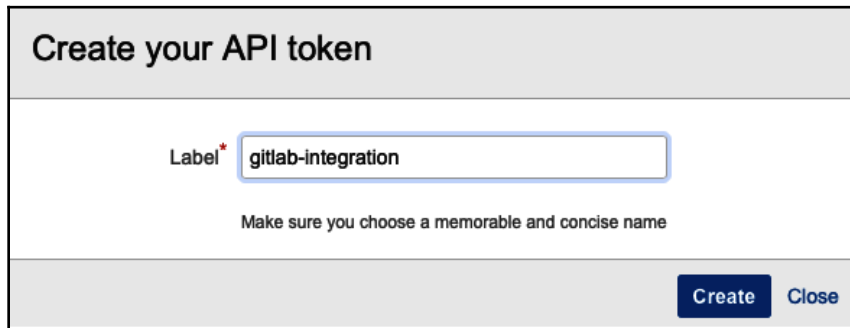 Create your API token
Label* gitlab-integration
Make sure you choose a memorable and concise name
Create Close